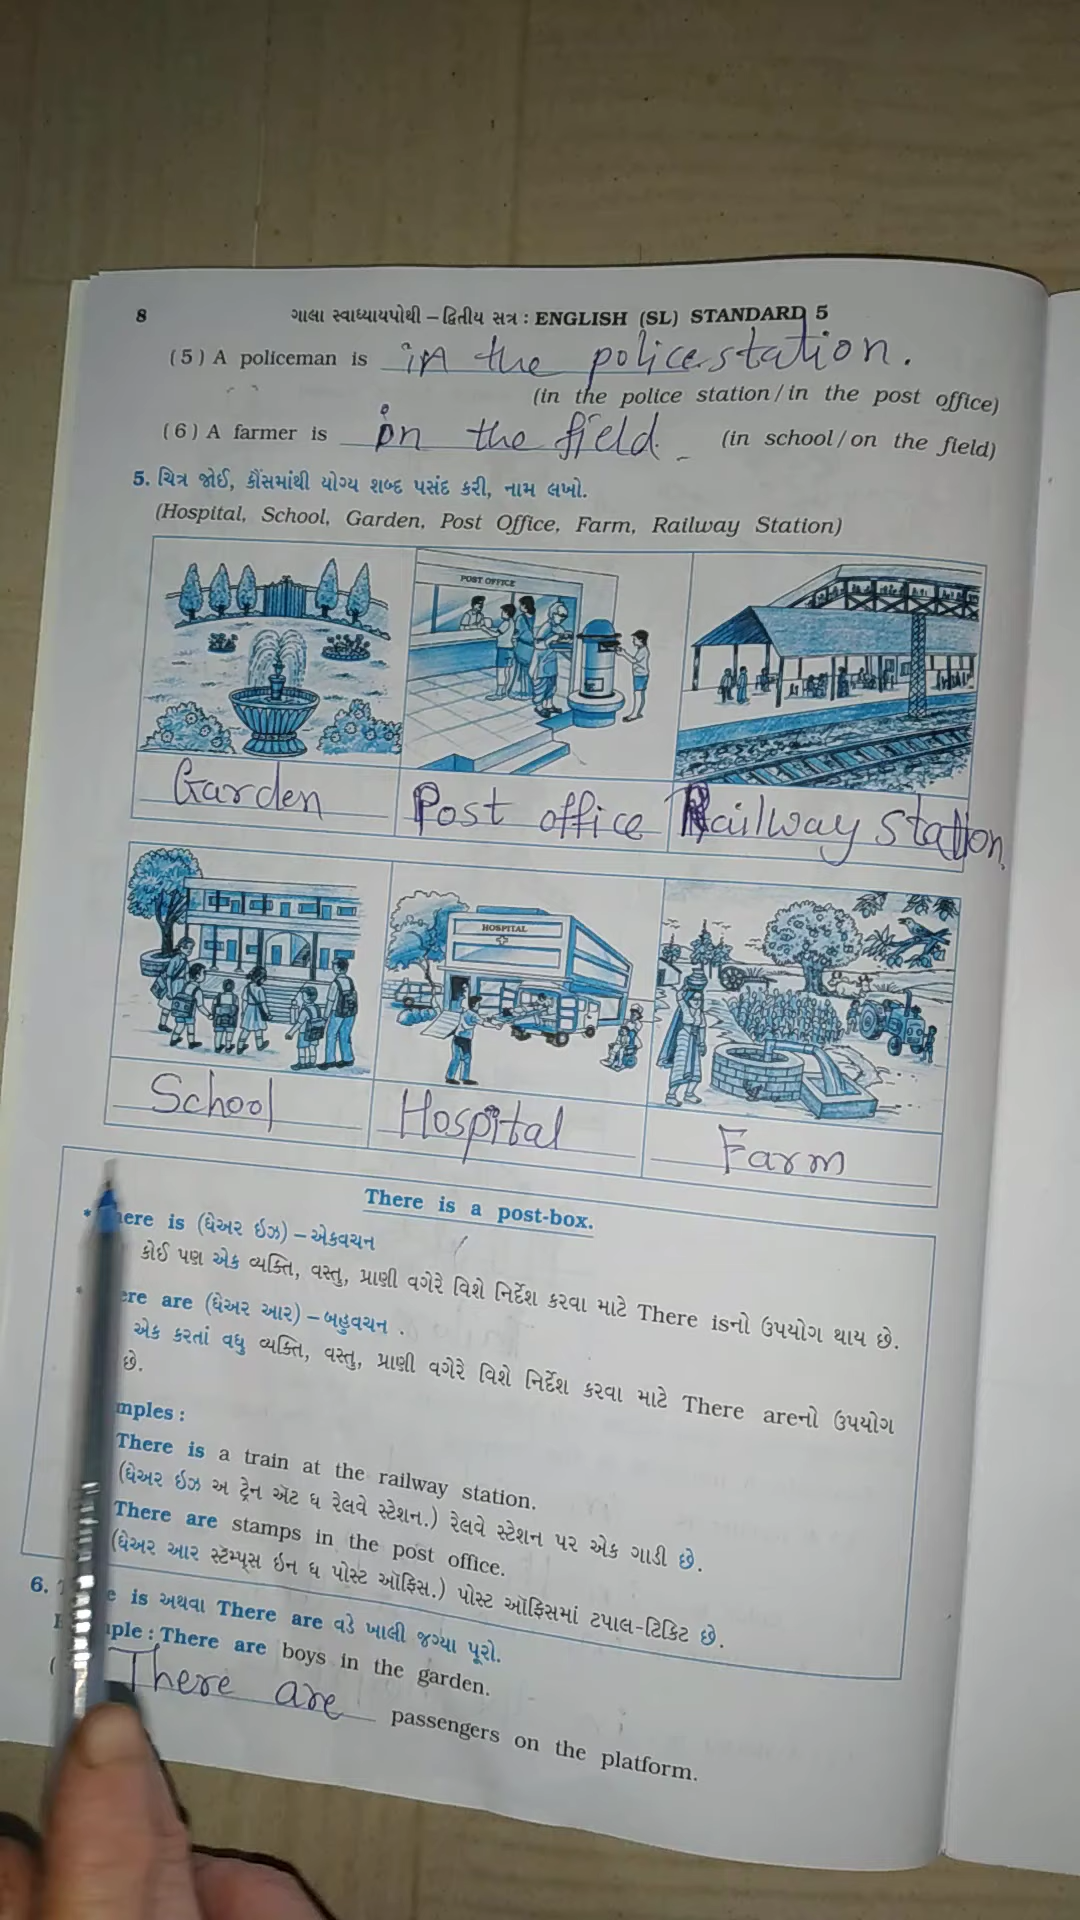 8 ગાલા સ્વાધ્યાયપોથી – દ્વિતીય સત્ર : ENGLISH (SL) STANDARD 5
(5) A policeman is in the police station.
(in the police station/in the post office)
(6) A farmer is on the field. (in school/on the field)
5. ચિત્ર જોઈ, કૌંસમાંથી યોગ્ય શબ્દ પસંદ કરી, નામ લખો.
(Hospital, School, Garden, Post Office, Farm, Railway Station)
POST OFFICE
Garden Post office Railway station.
HOSPITAL
School Hospital Farm
There is a post-box.
* here is (ધેઅર ઇઝ) – એકવચન
કોઈ પણ એક વ્યક્તિ, વસ્તુ, પ્રાણી વગેરે વિશે નિર્દેશ કરવા માટે There isનો ઉપયોગ થાય છે.
ere are (ધેઅર આર) – બહુવચન .
એક કરતાં વધુ વ્યક્તિ, વસ્તુ, પ્રાણી વગેરે વિશે નિર્દેશ કરવા માટે There areનો ઉપયોગ
છે.
mples :
There is a train at the railway station.
(ધેઅર ઇઝ અ ટ્રેન ઍટ ધ રેલવે સ્ટેશન.) રેલવે સ્ટેશન પર એક ગાડી છે.
There are stamps in the post office.
(ધેઅર આર સ્ટૅમ્પ્સ ઇન ધ પોસ્ટ ઑફિસ.) પોસ્ટ ઑફિસમાં ટપાલ-ટિકિટ છે.
6. e is અથવા There are વડે ખાલી જગ્યા પૂરો.
mple : There are boys in the garden.
There are passengers on the platform.